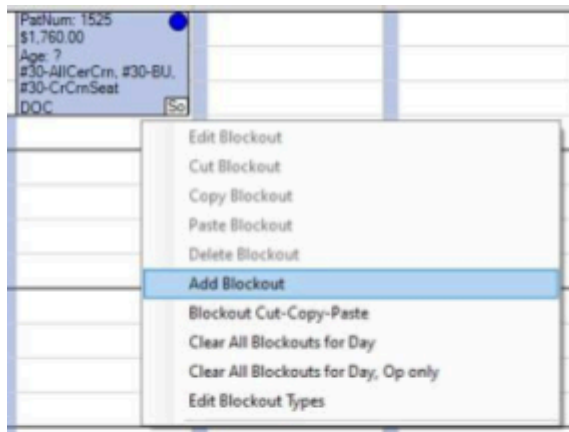 PatNum: 1525
$1,760.00
Age: ?
#30-AllCerCrn, #30-BU,
#30-CrCrnSeat
DOC
So
Edit Blockout
Cut Blockout
Copy Blockout
Paste Blockout
Delete Blockout
Add Blockout
Blockout Cut-Copy-Paste
Clear All Blockouts for Day
Clear All Blockouts for Day, Op only
Edit Blockout Types